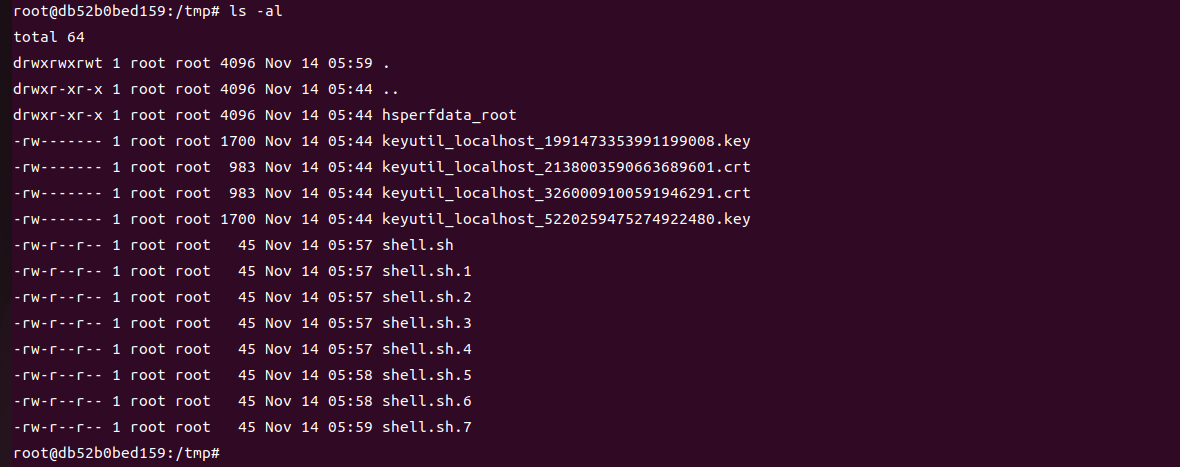 root@db52b0bed159:/tmp# ls -al
total 64
drwxrwxrwt 1 root root 4096 Nov 14 05:59 .
drwxr-xr-x 1 root root 4096 Nov 14 05:44 ..
drwxr-xr-x 1 root root 4096 Nov 14 05:44 hsperfdata_root
-rw------- 1 root root 1700 Nov 14 05:44 keyutil_localhost_1991473353991199008.key
-rw------- 1 root root  983 Nov 14 05:44 keyutil_localhost_2138003590663689601.crt
-rw------- 1 root root  983 Nov 14 05:44 keyutil_localhost_3260009100591946291.crt
-rw------- 1 root root 1700 Nov 14 05:44 keyutil_localhost_5220259475274922480.key
-rw-r--r-- 1 root root   45 Nov 14 05:57 shell.sh
-rw-r--r-- 1 root root   45 Nov 14 05:57 shell.sh.1
-rw-r--r-- 1 root root   45 Nov 14 05:57 shell.sh.2
-rw-r--r-- 1 root root   45 Nov 14 05:57 shell.sh.3
-rw-r--r-- 1 root root   45 Nov 14 05:57 shell.sh.4
-rw-r--r-- 1 root root   45 Nov 14 05:58 shell.sh.5
-rw-r--r-- 1 root root   45 Nov 14 05:58 shell.sh.6
-rw-r--r-- 1 root root   45 Nov 14 05:59 shell.sh.7
root@db52b0bed159:/tmp#